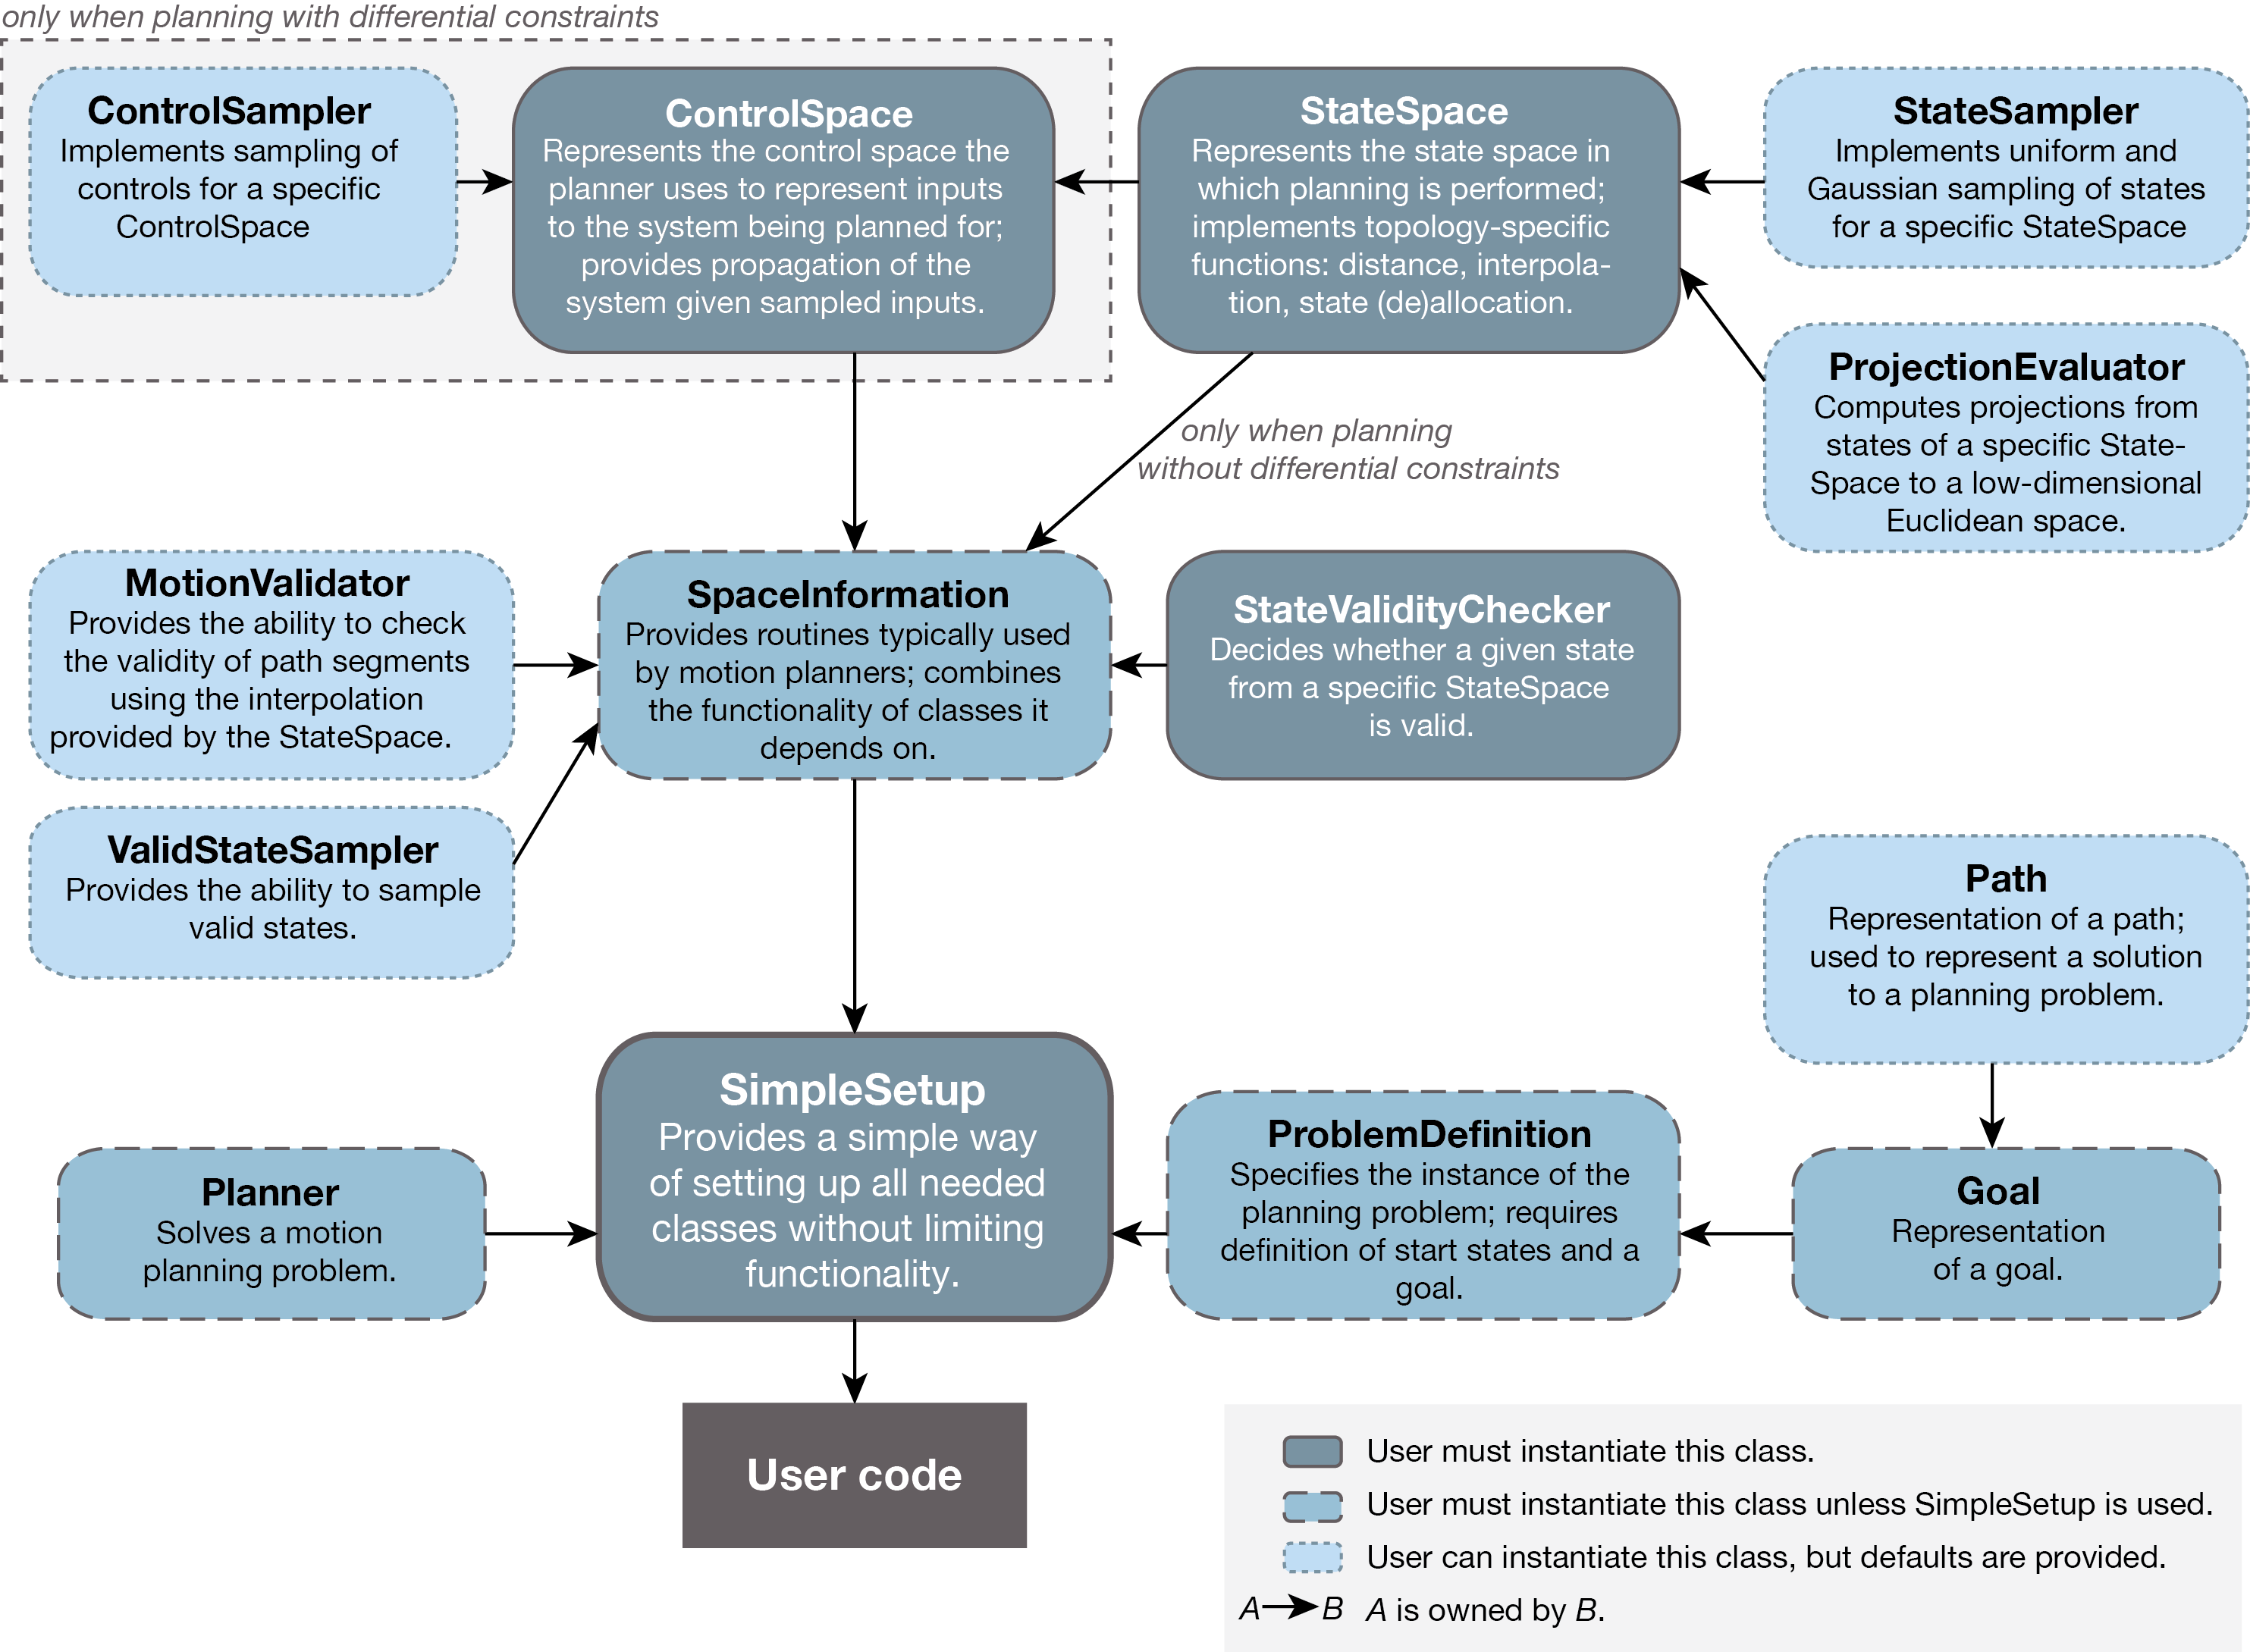 only when planning with differential constraints
ControlSampler
Implements sampling of
controls for a specific
ControlSpace
ControlSpace
Represents the control space the
planner uses to represent inputs
to the system being planned for;
provides propagation of the
system given sampled inputs.
StateSpace
Represents the state space in
which planning is performed;
implements topology-specific
functions: distance, interpola-
tion, state (de)allocation.
StateSampler
Implements uniform and
Gaussian sampling of states
for a specific StateSpace
ProjectionEvaluator
Computes projections from
states of a specific State-
Space to a low-dimensional
Euclidean space.
only when planning
without differential constraints
MotionValidator
Provides the ability to check
the validity of path segments
using the interpolation
provided by the StateSpace.
SpaceInformation
Provides routines typically used
by motion planners; combines
the functionality of classes it
depends on.
StateValidityChecker
Decides whether a given state
from a specific StateSpace
is valid.
ValidStateSampler
Provides the ability to sample
valid states.
Path
Representation of a path;
used to represent a solution
to a planning problem.
Planner
Solves a motion
planning problem.
SimpleSetup
Provides a simple way
of setting up all needed
classes without limiting
functionality.
ProblemDefinition
Specifies the instance of the
planning problem; requires
definition of start states and a
goal.
Goal
Representation
of a goal.
User code
User must instantiate this class.
User must instantiate this class unless SimpleSetup is used.
User can instantiate this class, but defaults are provided.
A B A is owned by B.